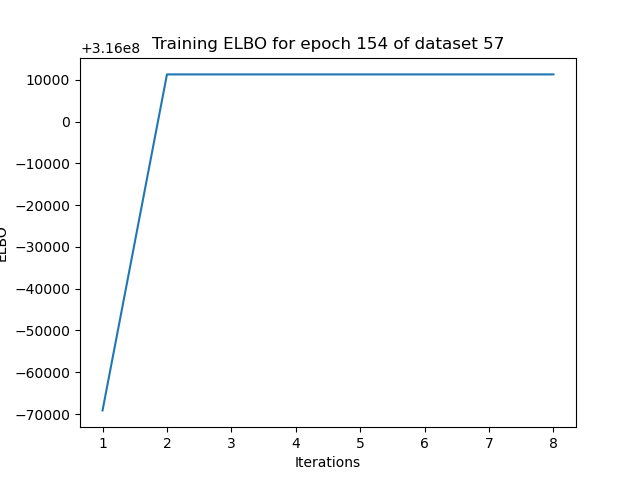 Training ELBO for epoch 154 of dataset 57
+3.16e8
10000
0
−10000
−20000
−30000
−40000
−50000
−60000
−70000
ELBO
1 2 3 4 5 6 7 8
Iterations